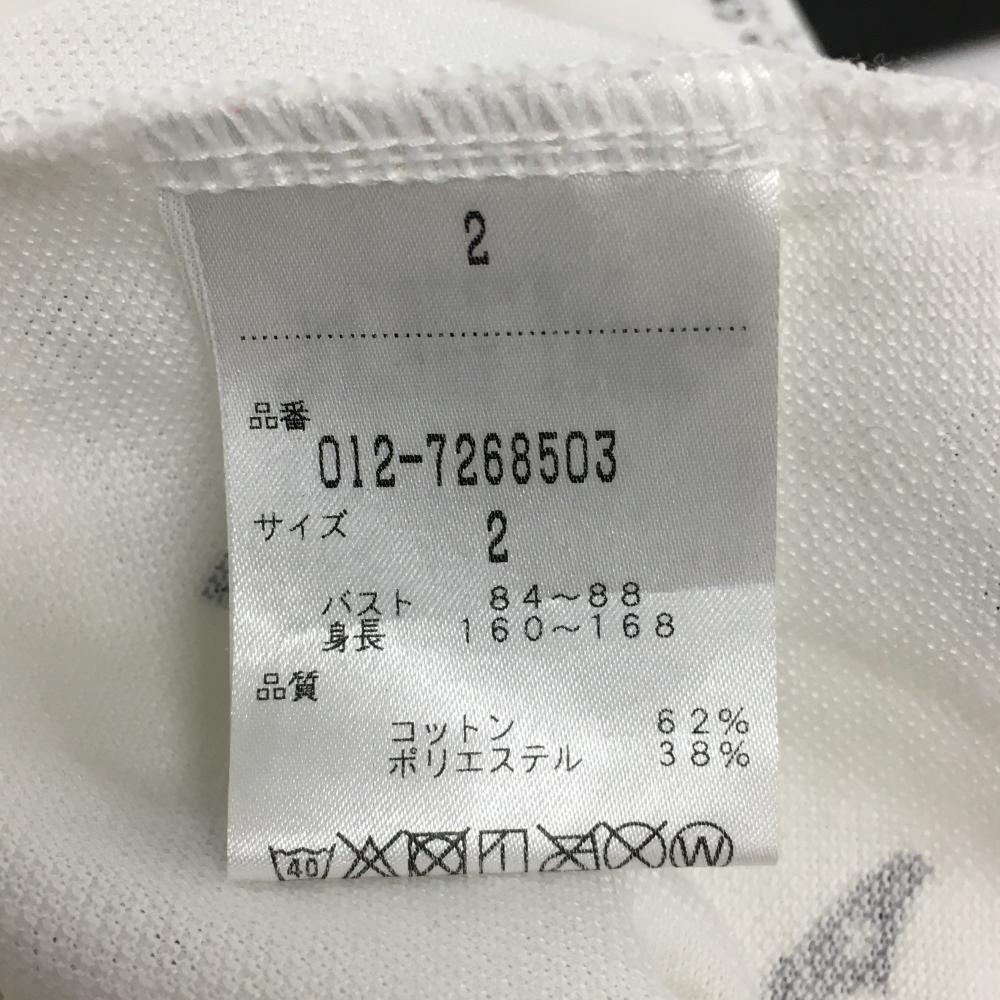 2
品番
012-7268503
サイズ 2
バスト 84〜88
身長 160〜168
品質
コットン 62%
ポリエステル 38%
40 W